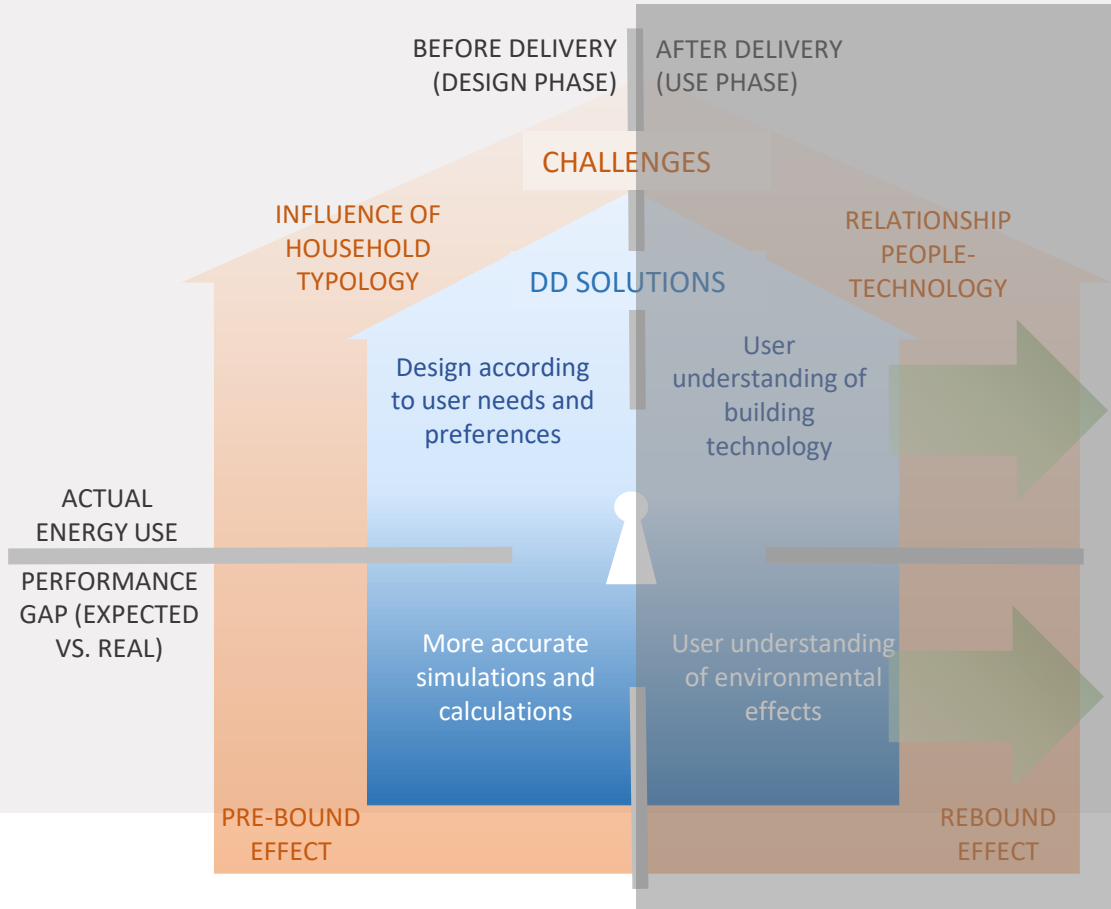 BEFORE DELIVERY
(DESIGN PHASE)
AFTER DELIVERY
(USE PHASE)
CHALLENGES
INFLUENCE OF
HOUSEHOLD
TYPOLOGY
RELATIONSHIP
PEOPLE-
TECHNOLOGY
DD SOLUTIONS
Design according
to user needs and
preferences
User
understanding of
building
technology
ACTUAL
ENERGY USE
PERFORMANCE
GAP (EXPECTED
VS. REAL)
More accurate
simulations and
calculations
User understanding
of environmental
effects
PRE-BOUND
EFFECT
REBOUND
EFFECT